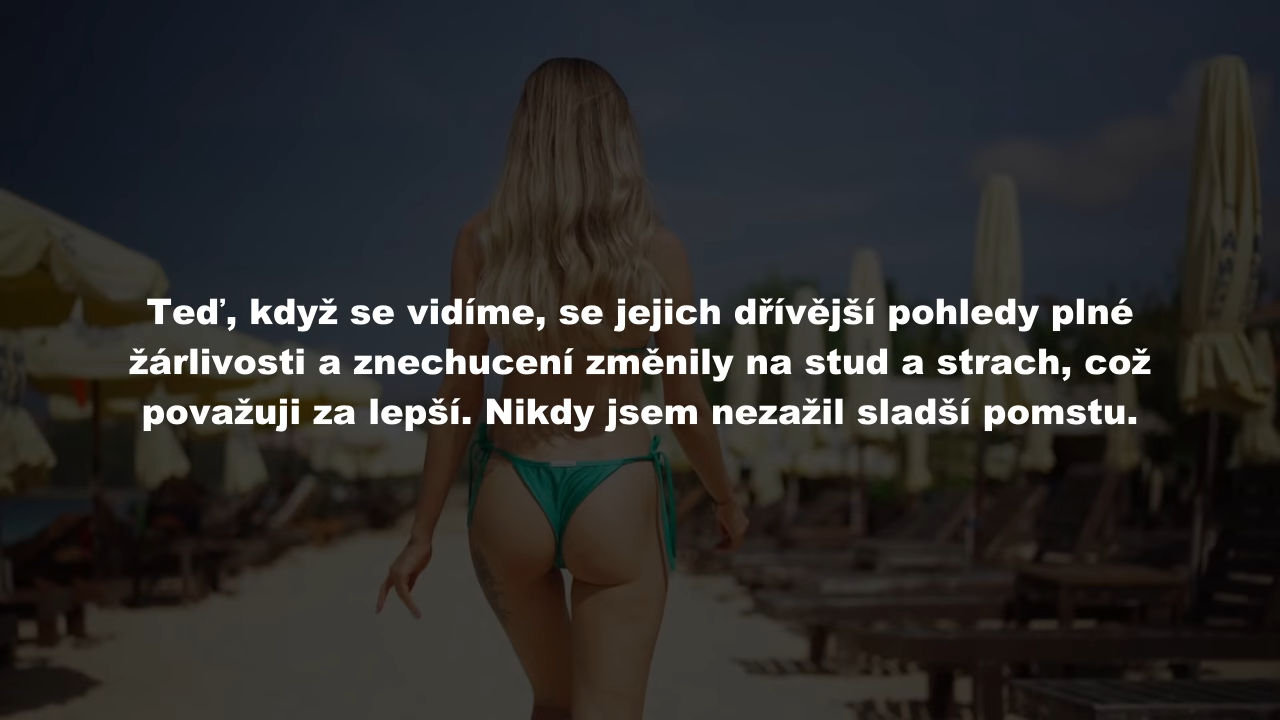 Teď, když se vidíme, se jejich dřívější pohledy plné
žárlivosti a znechucení změnily na stud a strach, což
považuji za lepší. Nikdy jsem nezažil sladší pomstu.